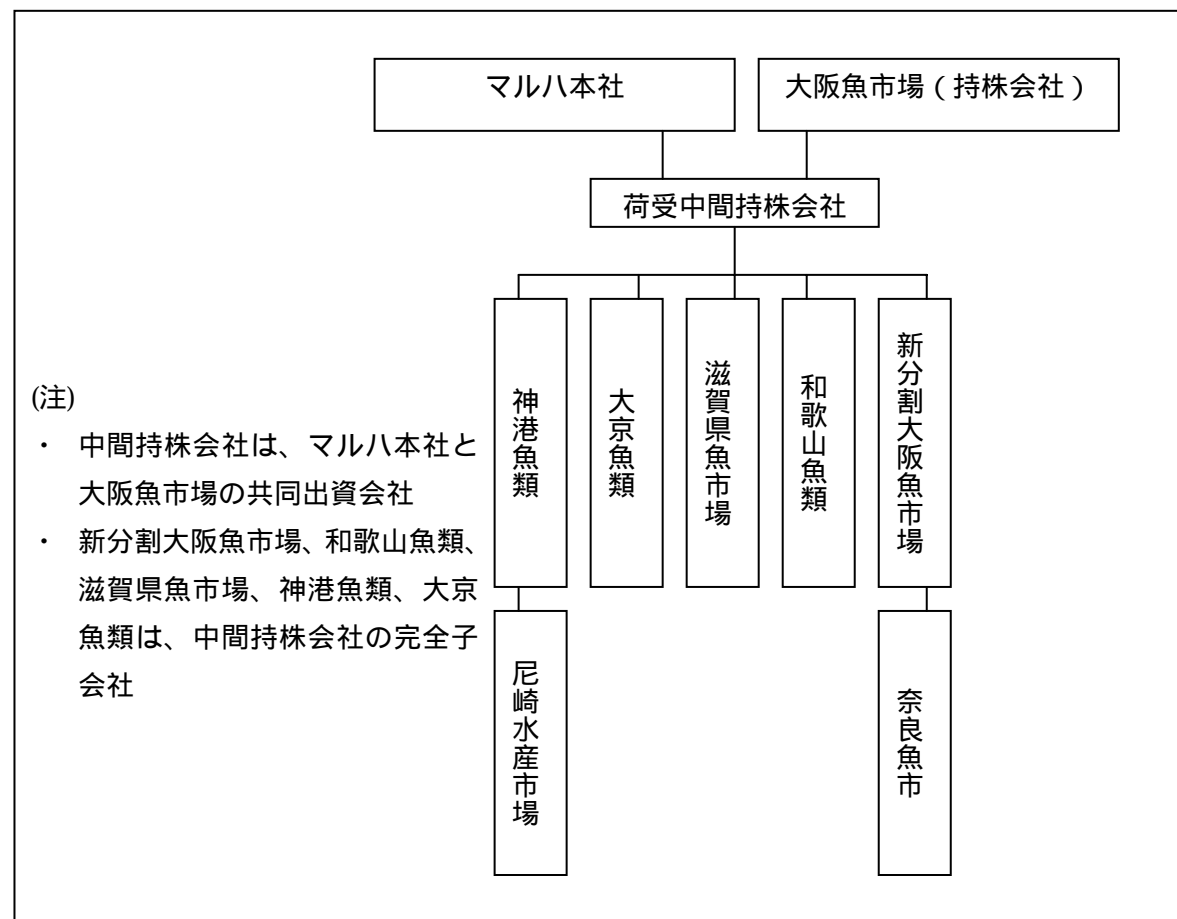 マルハ本社
大阪魚市場（持株会社）
荷受中間持株会社
神港魚類
大京魚類
滋賀県魚市場
和歌山魚類
新分割大阪魚市場
(注)
・ 中間持株会社は、マルハ本社と
大阪魚市場の共同出資会社
・ 新分割大阪魚市場、和歌山魚類、
滋賀県魚市場、神港魚類、大京
魚類は、中間持株会社の完全子
会社
尼崎水産市場
奈良魚市